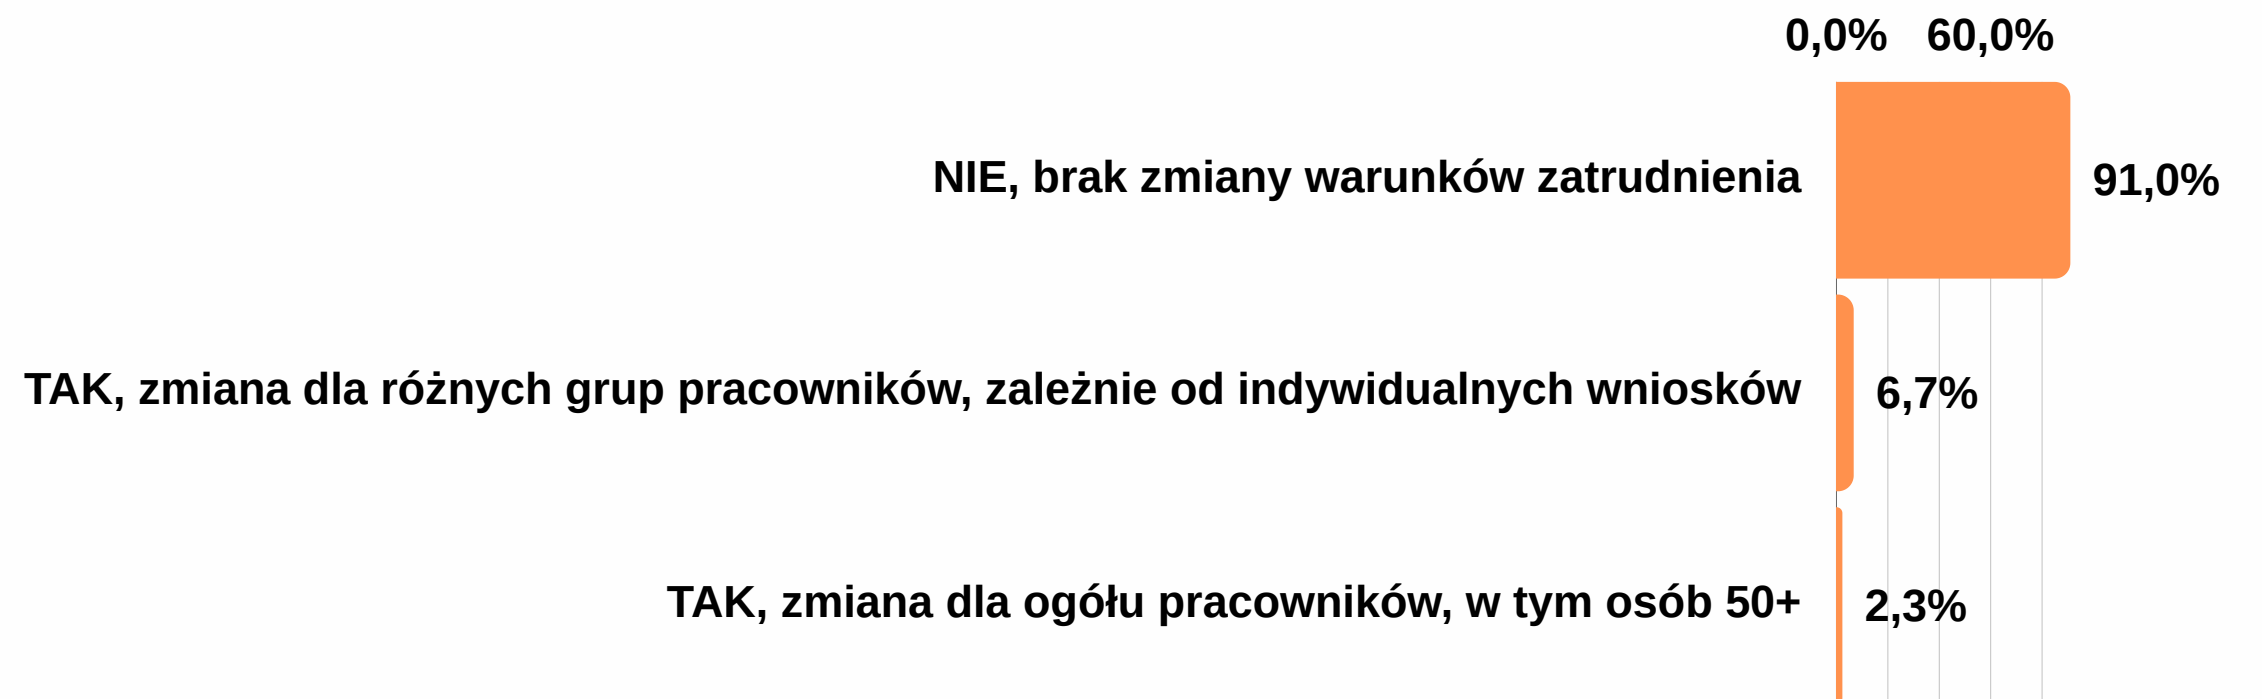 0,0% 60,0%
NIE, brak zmiany warunków zatrudnienia 91,0%
TAK, zmiana dla różnych grup pracowników, zależnie od indywidualnych wniosków 6,7%
TAK, zmiana dla ogółu pracowników, w tym osób 50+ 2,3%